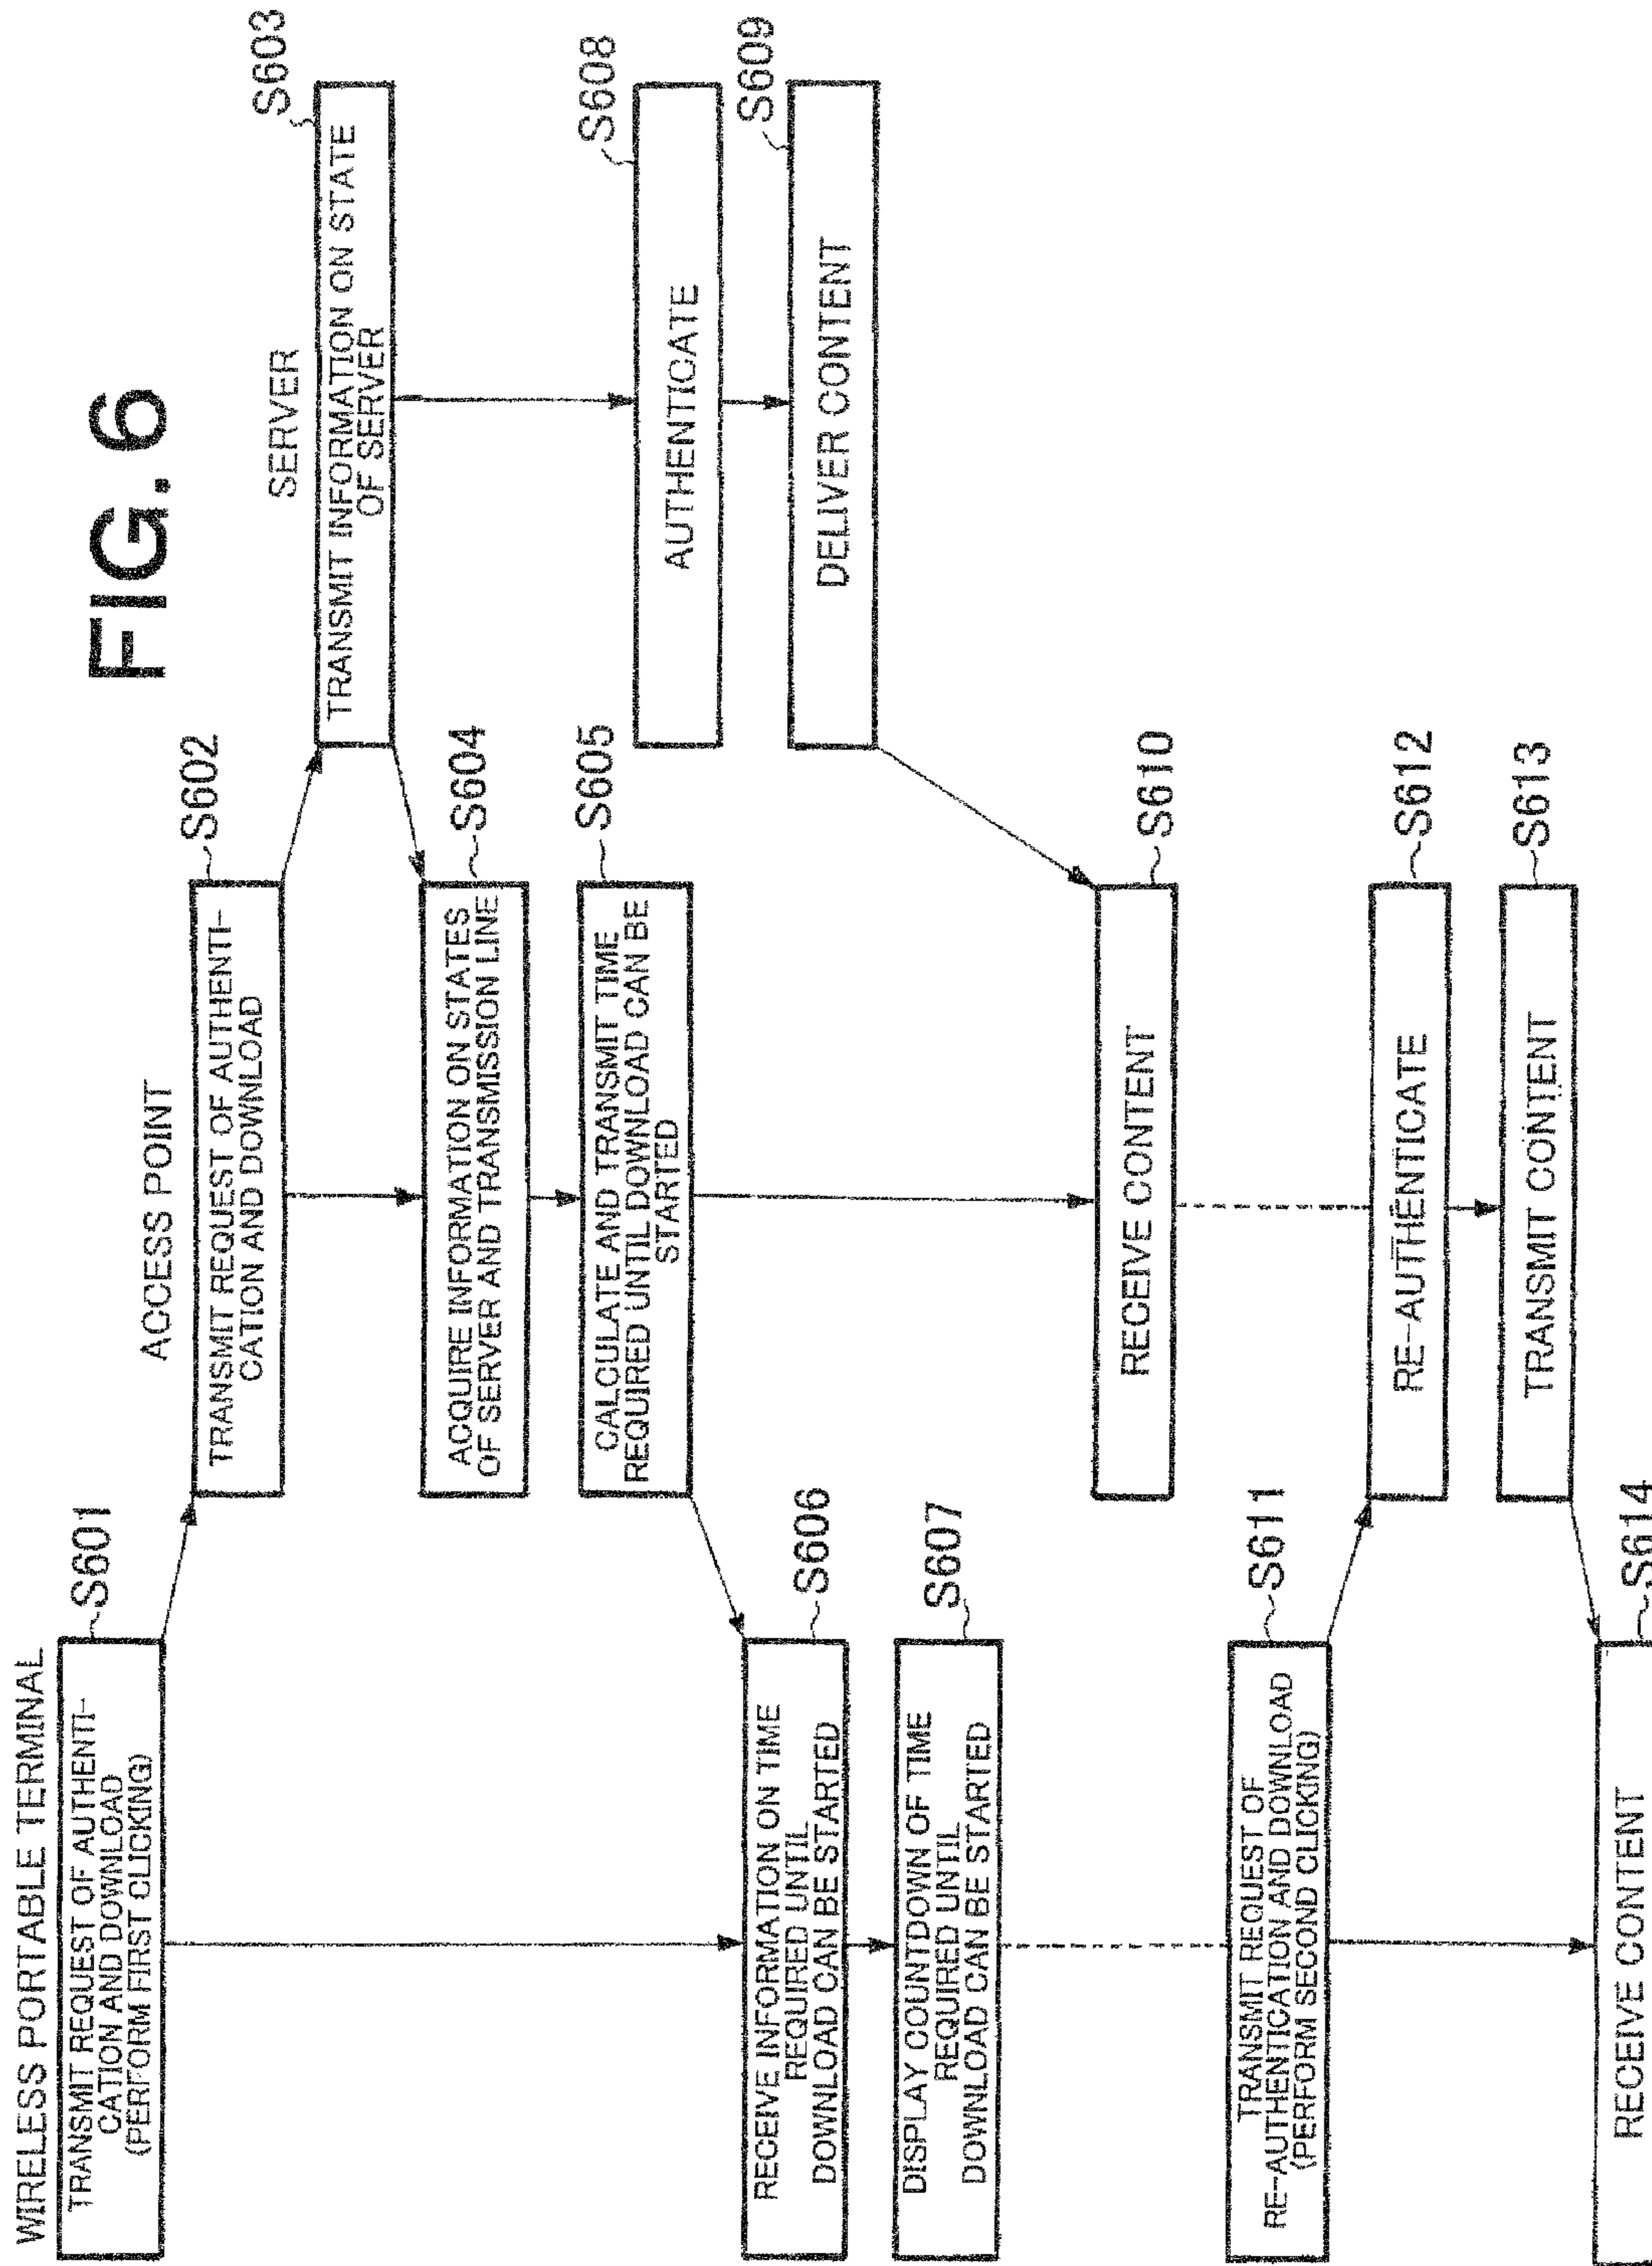 FIG. 6
WIRELESS PORTABLE TERMINAL
ACCESS POINT
SERVER
TRANSMIT REQUEST OF AUTHENTI-
CATION AND DOWNLOAD
(PERFORM FIRST CLICKING)
S601
TRANSMIT REQUEST OF AUTHENTI-
CATION AND DOWNLOAD
S602
TRANSMIT INFORMATION ON STATE
OF SERVER
S603
ACQUIRE INFORMATION ON STATES
OF SERVER AND TRANSMISSION LINE
S604
CALCULATE AND TRANSMIT TIME
REQUIRED UNTIL DOWNLOAD CAN BE
STARTED
S605
RECEIVE INFORMATION ON TIME
REQUIRED UNTIL
DOWNLOAD CAN BE STARTED
S606
DISPLAY COUNTDOWN OF TIME
REQUIRED UNTIL
DOWNLOAD CAN BE STARTED
S607
AUTHENTICATE
S608
DELIVER CONTENT
S609
RECEIVE CONTENT
S610
TRANSMIT REQUEST OF
RE-AUTHENTICATION AND DOWNLOAD
(PERFORM SECOND CLICKING)
S611
RE-AUTHENTICATE
S612
TRANSMIT CONTENT
S613
RECEIVE CONTENT
S614